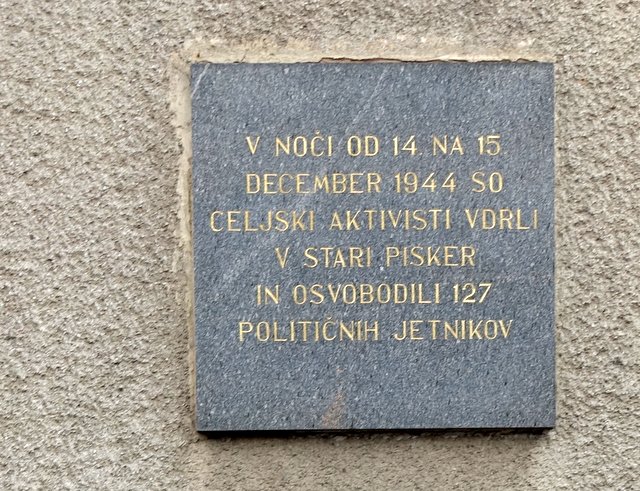 V NOČI OD 14. NA 15.
DECEMBER 1944 SO
CELJSKI AKTIVISTI VDRLI
V STARI PISKER
IN OSVOBODILI 127
POLITIČNIH JETNIKOV